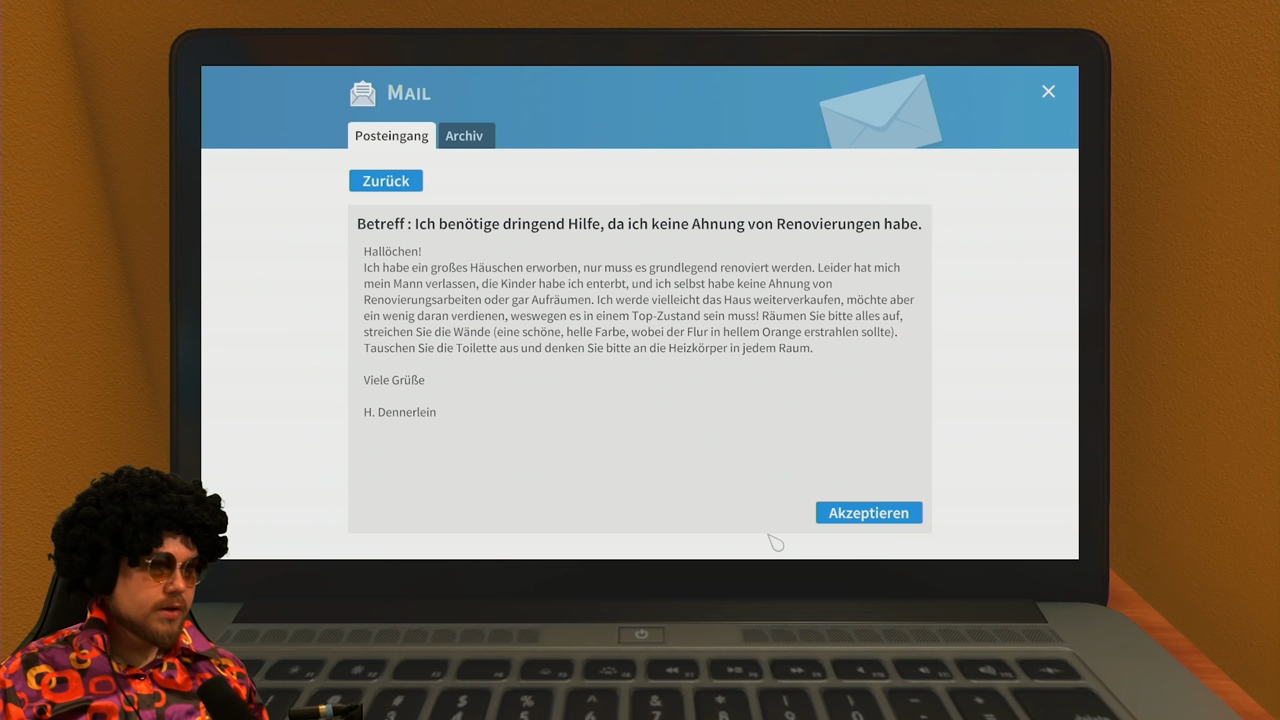 MAIL
Posteingang
Archiv
Zurück
Betreff : Ich benötige dringend Hilfe, da ich keine Ahnung von Renovierungen habe.
Hallöchen!
Ich habe ein großes Häuschen erworben, nur muss es grundlegend renoviert werden. Leider hat mich
mein Mann verlassen, die Kinder habe ich enterbt, und ich selbst habe keine Ahnung von
Renovierungsarbeiten oder gar Aufräumen. Ich werde vielleicht das Haus weiterverkaufen, möchte aber
ein wenig daran verdienen, weswegen es in einem Top-Zustand sein muss! Räumen Sie bitte alles auf,
streichen Sie die Wände (eine schöne, helle Farbe, wobei der Flur in hellem Orange erstrahlen sollte).
Tauschen Sie die Toilette aus und denken Sie bitte an die Heizkörper in jedem Raum.
Viele Grüße
H. Dennerlein
Akzeptieren